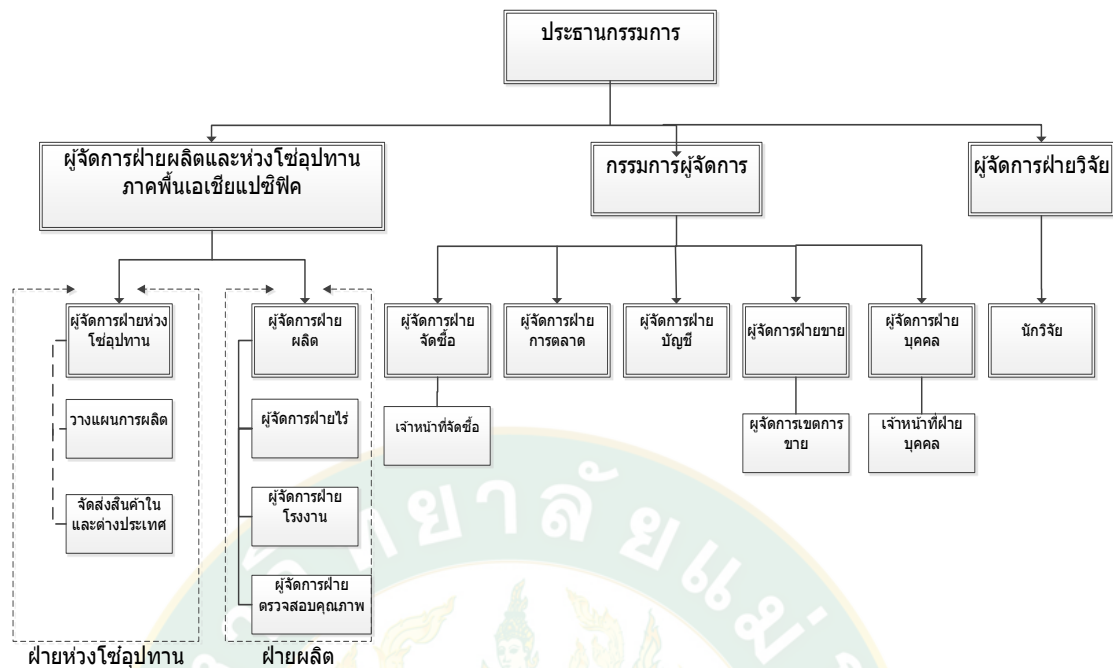 ประธานกรรมการ
ผู้จัดการฝ่ายผลิตและห่วงโซ่อุปทาน
ภาคพื้นเอเชียแปซิฟิค
กรรมการผู้จัดการ
ผู้จัดการฝ่ายวิจัย
ผู้จัดการฝ่ายห่วง
โซ่อุปทาน
ผู้จัดการฝ่าย
ผลิต
ผู้จัดการฝ่าย
จัดซื้อ
ผู้จัดการฝ่าย
การตลาด
ผู้จัดการฝ่าย
บัญชี
ผู้จัดการฝ่ายขาย
ผู้จัดการฝ่าย
บุคคล
นักวิจัย
วางแผนการผลิต
ผู้จัดการฝ่ายไร่
เจ้าหน้าที่จัดซื้อ
ผู้จัดการเขตการ
ขาย
เจ้าหน้าที่ฝ่าย
บุคคล
จัดส่งสินค้าใน
และต่างประเทศ
ผู้จัดการฝ่าย
โรงงาน
ผู้จัดการฝ่าย
ตรวจสอบคุณภาพ
ฝ่ายห่วงโซ่อุปทาน
ฝ่ายผลิต